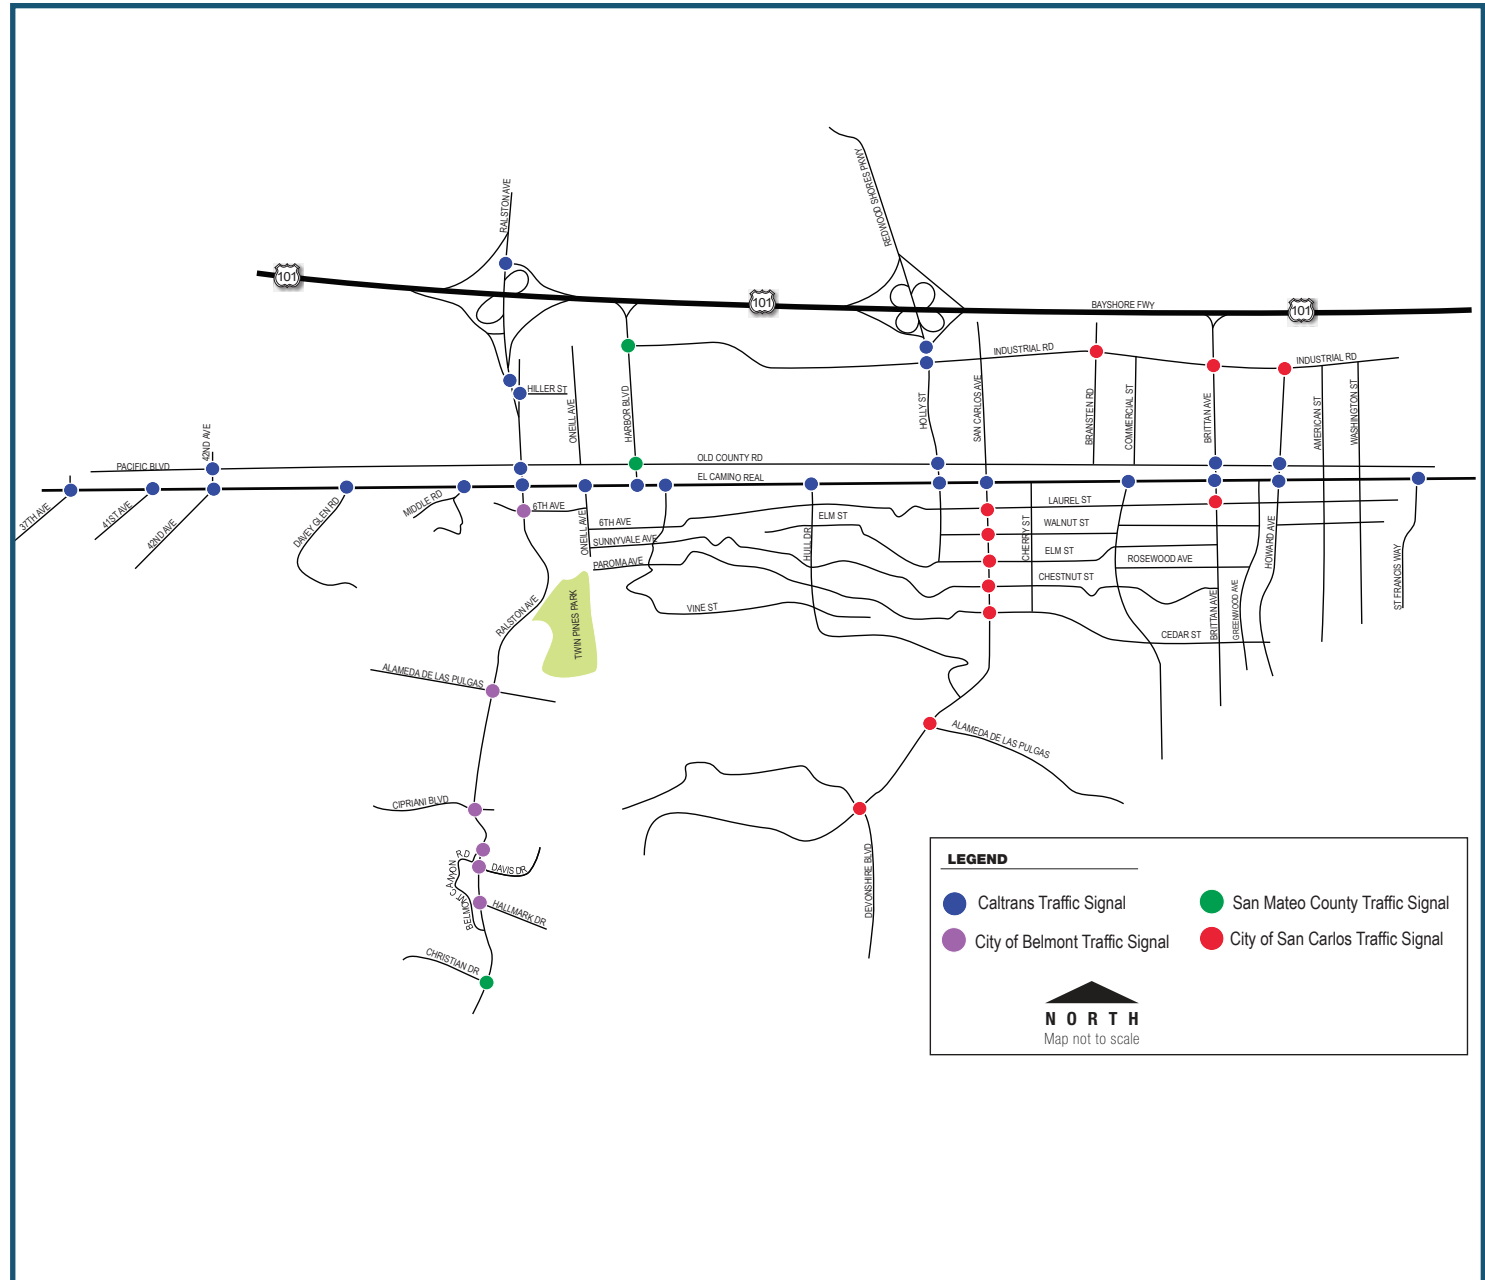 RALSTON AVE
REDWOOD SHORES PKWY
101
101
101
BAYSHORE FWY
INDUSTRIAL RD
INDUSTRIAL RD
HILLER ST
ONEILL AVE
HARBOR BLVD
HOLLY ST
SAN CARLOS AVE
BRANSTEN RD
COMMERCIAL ST
BRITTAN AVE
AMERICAN ST
WASHINGTON ST
42ND AVE
PACIFIC BLVD
OLD COUNTY RD
EL CAMINO REAL
37TH AVE
41ST AVE
42ND AVE
DAVEY GLEN RD
MIDDLE RD
6TH AVE
ONEILL AVE
6TH AVE
SUNNYVALE AVE
PAROMA AVE
HULL DR
ELM ST
LAUREL ST
WALNUT ST
CHERRY ST
ELM ST
ROSEWOOD AVE
CHESTNUT ST
HOWARD AVE
ST FRANCIS WAY
BRITTAN AVE
GREENWOOD AVE
CEDAR ST
VINE ST
TWIN PINES PARK
RALSTON AVE
ALAMEDA DE LAS PULGAS
ALAMEDA DE LAS PULGAS
CIPRIANI BLVD
BELMONT CANYON RD
DAVIS DR
HALLMARK DR
CHRISTIAN DR
DEVONSHIRE BLVD
LEGEND
Caltrans Traffic Signal
San Mateo County Traffic Signal
City of Belmont Traffic Signal
City of San Carlos Traffic Signal
NORTH
Map not to scale